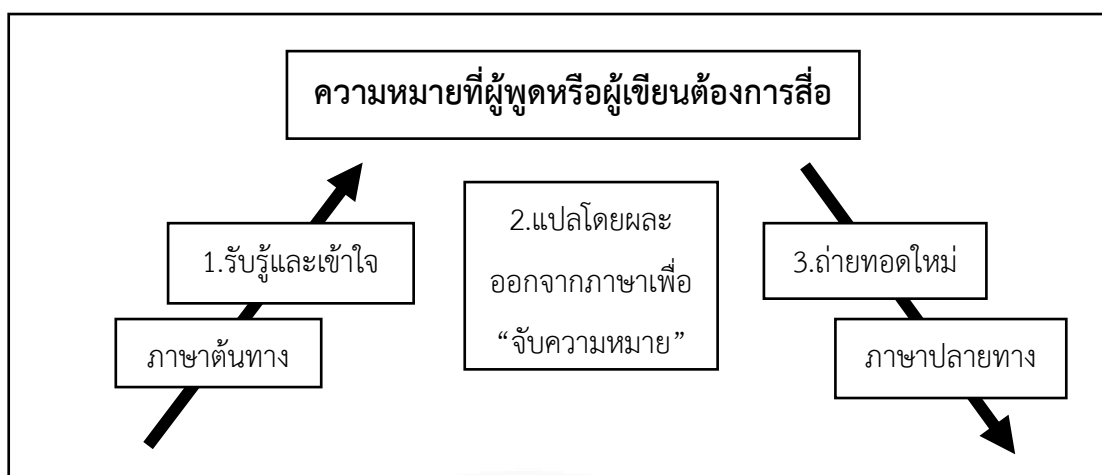 ความหมายที่ผู้พูดหรือผู้เขียนต้องการสื่อ
1.รับรู้และเข้าใจ
ภาษาต้นทาง
2.แปลโดยผละ
ออกจากภาษาเพื่อ
“จับความหมาย”
3.ถ่ายทอดใหม่
ภาษาปลายทาง